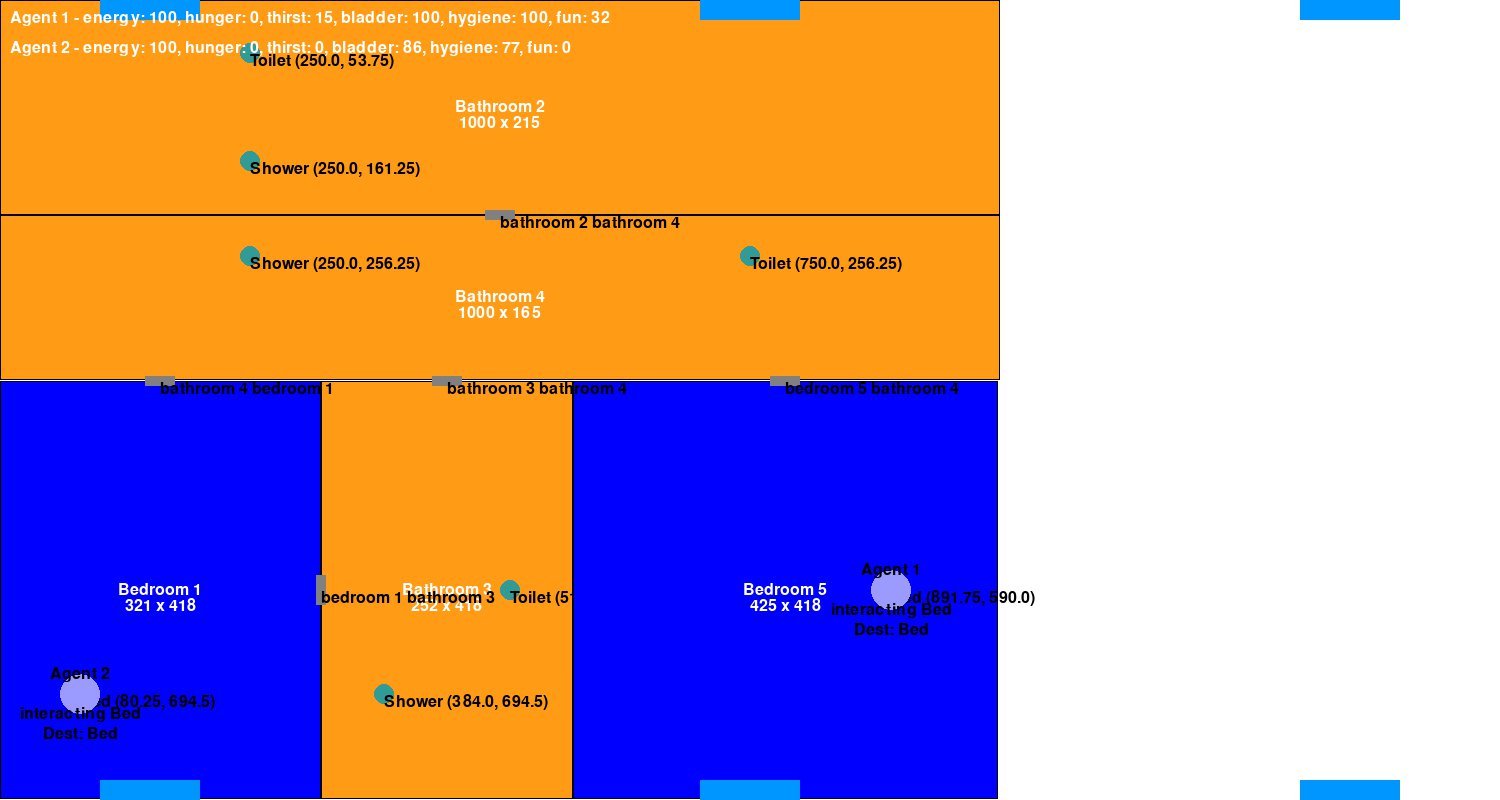 Agent 1 - energy: 100, hunger: 0, thirst: 15, bladder: 100, hygiene: 100, fun: 32
Agent 2 - energy: 100, hunger: 0, thirst: 0, bladder: 86, hygiene: 77, fun: 0
Toilet (250.0, 53.75)
Bathroom 2
1000 x 215
Shower (250.0, 161.25)
bathroom 2 bathroom 4
Shower (250.0, 256.25)
Toilet (750.0, 256.25)
Bathroom 4
1000 x 165
bathroom 4 bedroom 1
bathroom 3 bathroom 4
bedroom 5 bathroom 4
Agent 1
Bedroom 1
321 x 418
Bathroom 3
252 x 418
bedroom 1 bathroom 3
Toilet (51
Bedroom 5
425 x 418
d (891.75, 590.0)
interacting Bed
Dest: Bed
Agent 2
d (80.25, 694.5)
interacting Bed
Dest: Bed
Shower (384.0, 694.5)